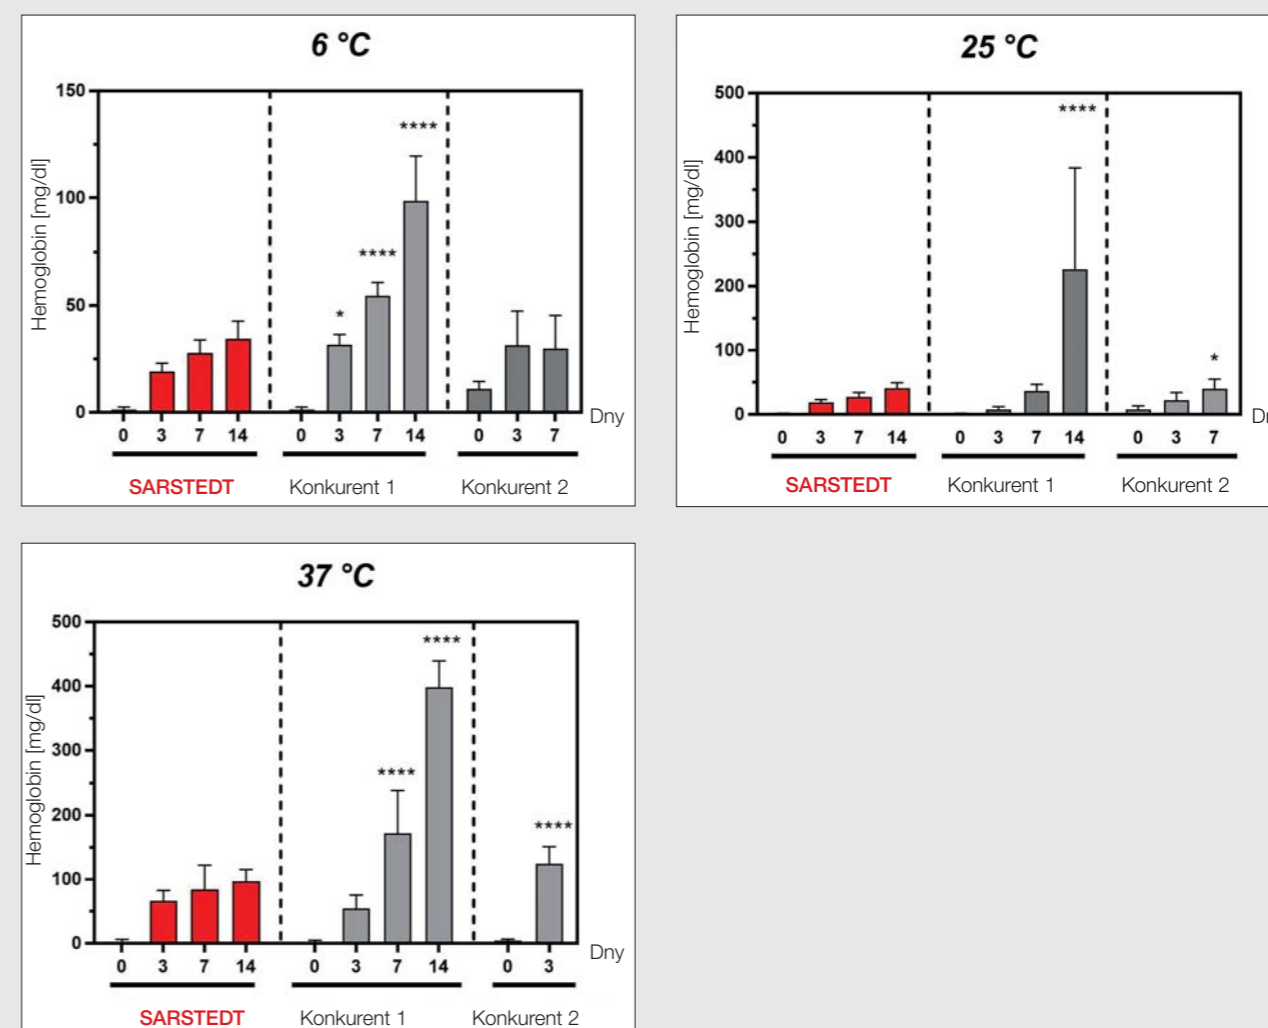 6 °C
Hemoglobin [mg/dl]
150
100
50
0
*
****
****
0 3 7 14 0 3 7 14 0 3 7
Dny
SARSTEDT Konkurent 1 Konkurent 2
25 °C
Hemoglobin [mg/dl]
500
400
300
200
100
0
****
*
0 3 7 14 0 3 7 14 0 3 7
SARSTEDT Konkurent 1 Konkurent 2
37 °C
Hemoglobin [mg/dl]
500
400
300
200
100
0
****
****
****
0 3 7 14 0 3 7 14 0 3
Dny
SARSTEDT Konkurent 1 Konkurent 2